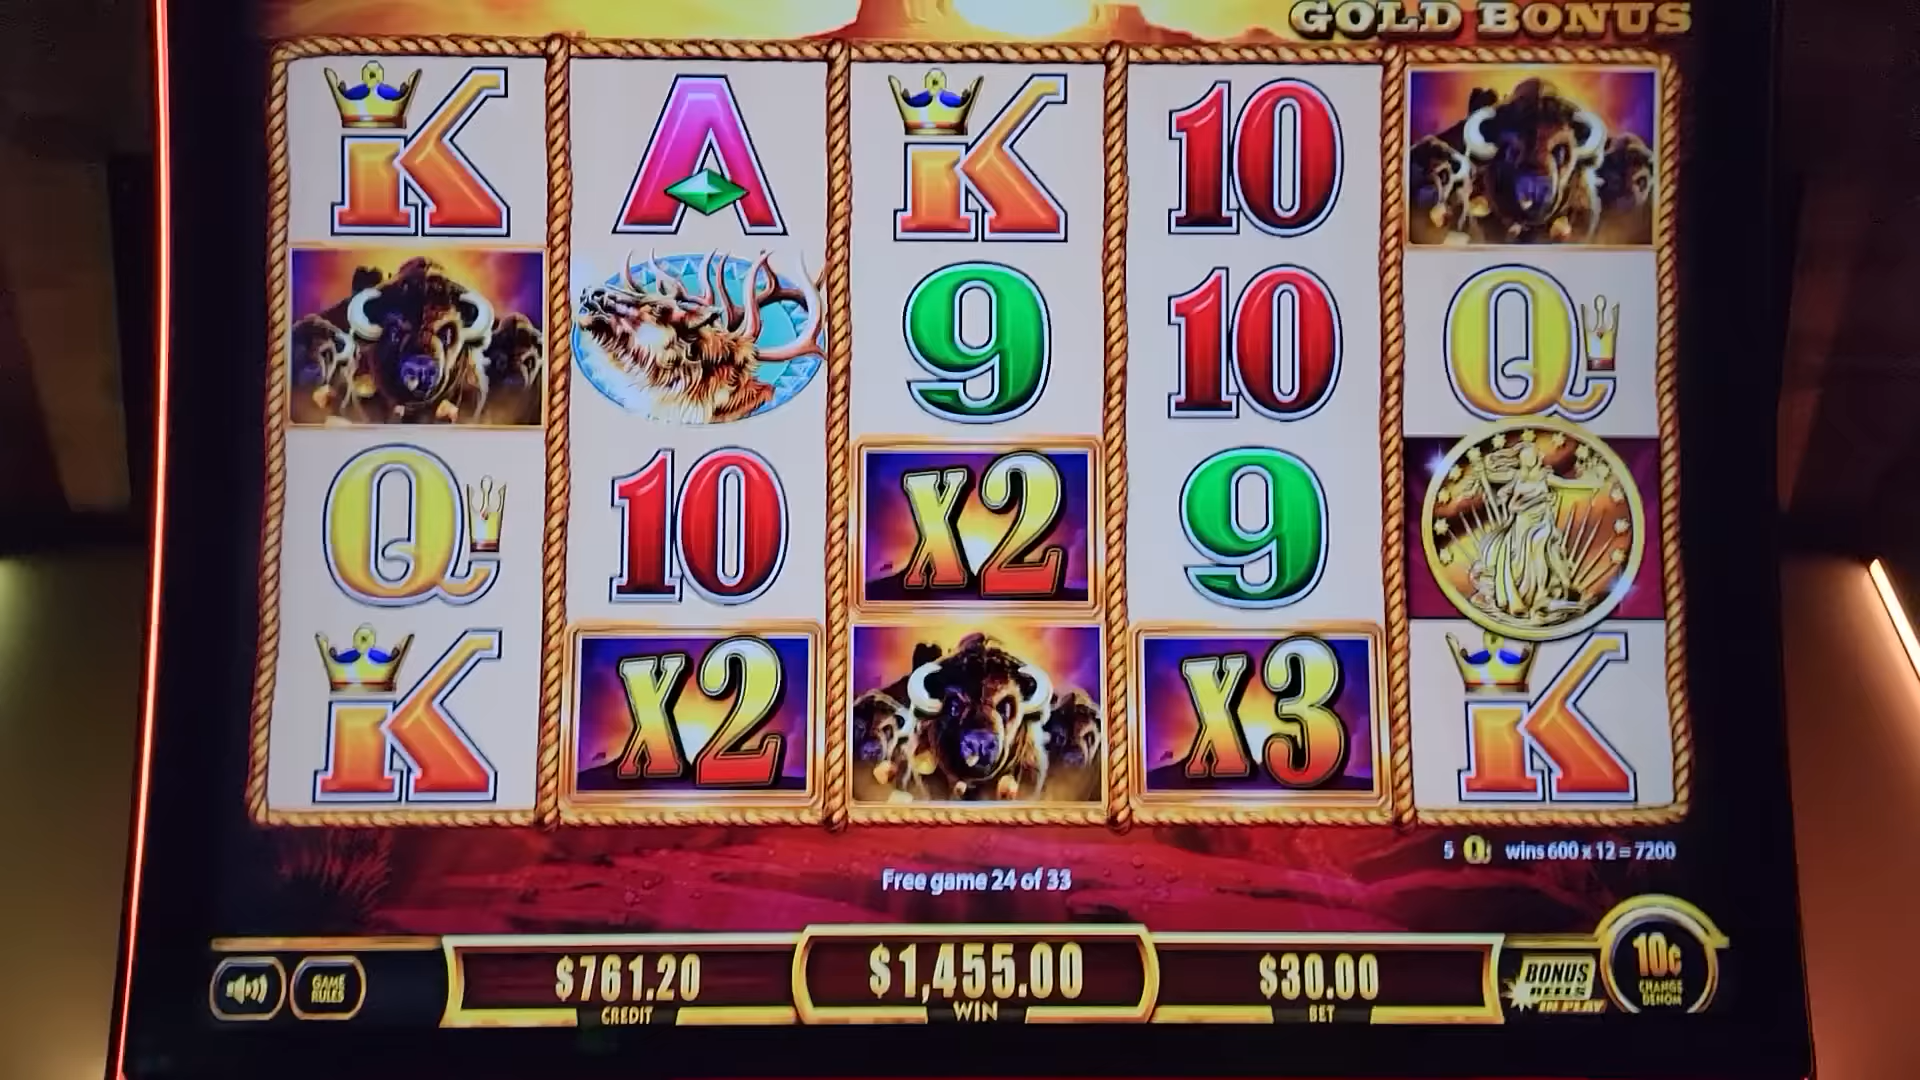 GOLD BONUS
K A K 10
9 10 Q
Q 10 X2 9
K X2 X3 K
5 Q wins 600 x 12 = 7200
Free game 24 of 33
$761.20
CREDIT
$1,455.00
WIN
$30.00
BET
GAME
RULES
BONUS
REELS
IN PLAY
10¢
CHANGE
DENOM